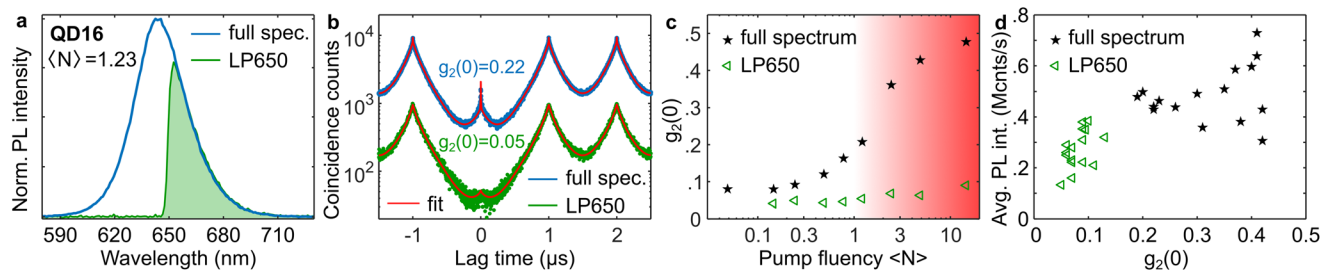 a
QD16
⟨N⟩=1.23
full spec.
LP650
Norm. PL intensity
590 620 650 680 710
Wavelength (nm)
b
10⁴
10³
10²
g₂(0)=0.22
g₂(0)=0.05
full spec.
LP650
fit
Coincidence counts
-1 0 1 2
Lag time (µs)
c
full spectrum
LP650
g₂(0)
.5
.4
.3
.2
.1
0
0.1 0.3 1 3 10
Pump fluency <N>
d
full spectrum
LP650
Avg. PL int. (Mcnts/s)
.8
.6
.4
.2
0
0 0.1 0.2 0.3 0.4 0.5
g₂(0)